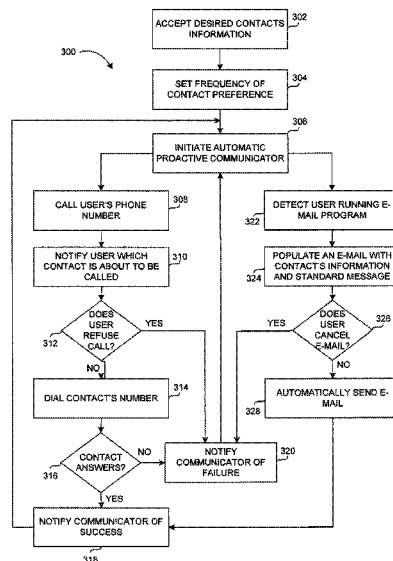 302
ACCEPT DESIRED CONTACTS
INFORMATION
300
304
SET FREQUENCY OF
CONTACT PREFERENCE
306
INITIATE AUTOMATIC
PROACTIVE COMMUNICATOR
308
CALL USER'S PHONE
NUMBER
322
DETECT USER RUNNING E-
MAIL PROGRAM
310
NOTIFY USER WHICH
CONTACT IS ABOUT TO BE
CALLED
324
POPULATE AN E-MAIL WITH
CONTACT'S INFORMATION
AND STANDARD MESSAGE
312
DOES
USER
REFUSE
CALL?
YES
NO
YES
326
DOES
USER
CANCEL
E-MAIL?
NO
314
DIAL CONTACT'S NUMBER
328
AUTOMATICALLY SEND E-
MAIL
316
CONTACT
ANSWERS?
NO
YES
320
NOTIFY
COMMUNICATOR OF
FAILURE
NOTIFY COMMUNICATOR OF
SUCCESS
318